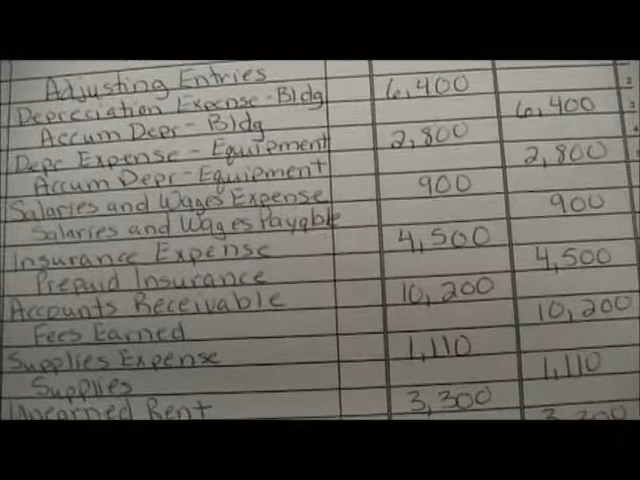 Adjusting Entries
Depreciation Expense-Bldg 6,400
Accum Depr-Bldg 6,400
Depr Expense-Equipment 2,800
Accum Depr-Equipment 2,800
Salaries and Wages Expense 900
Salaries and Wages Payable 900
Insurance Expense 4,500
Prepaid Insurance 4,500
Accounts Receivable 10,200
Fees Earned 10,200
Supplies Expense 1,110
Supplies 1,110
Unearned Rent 3,300
3,300